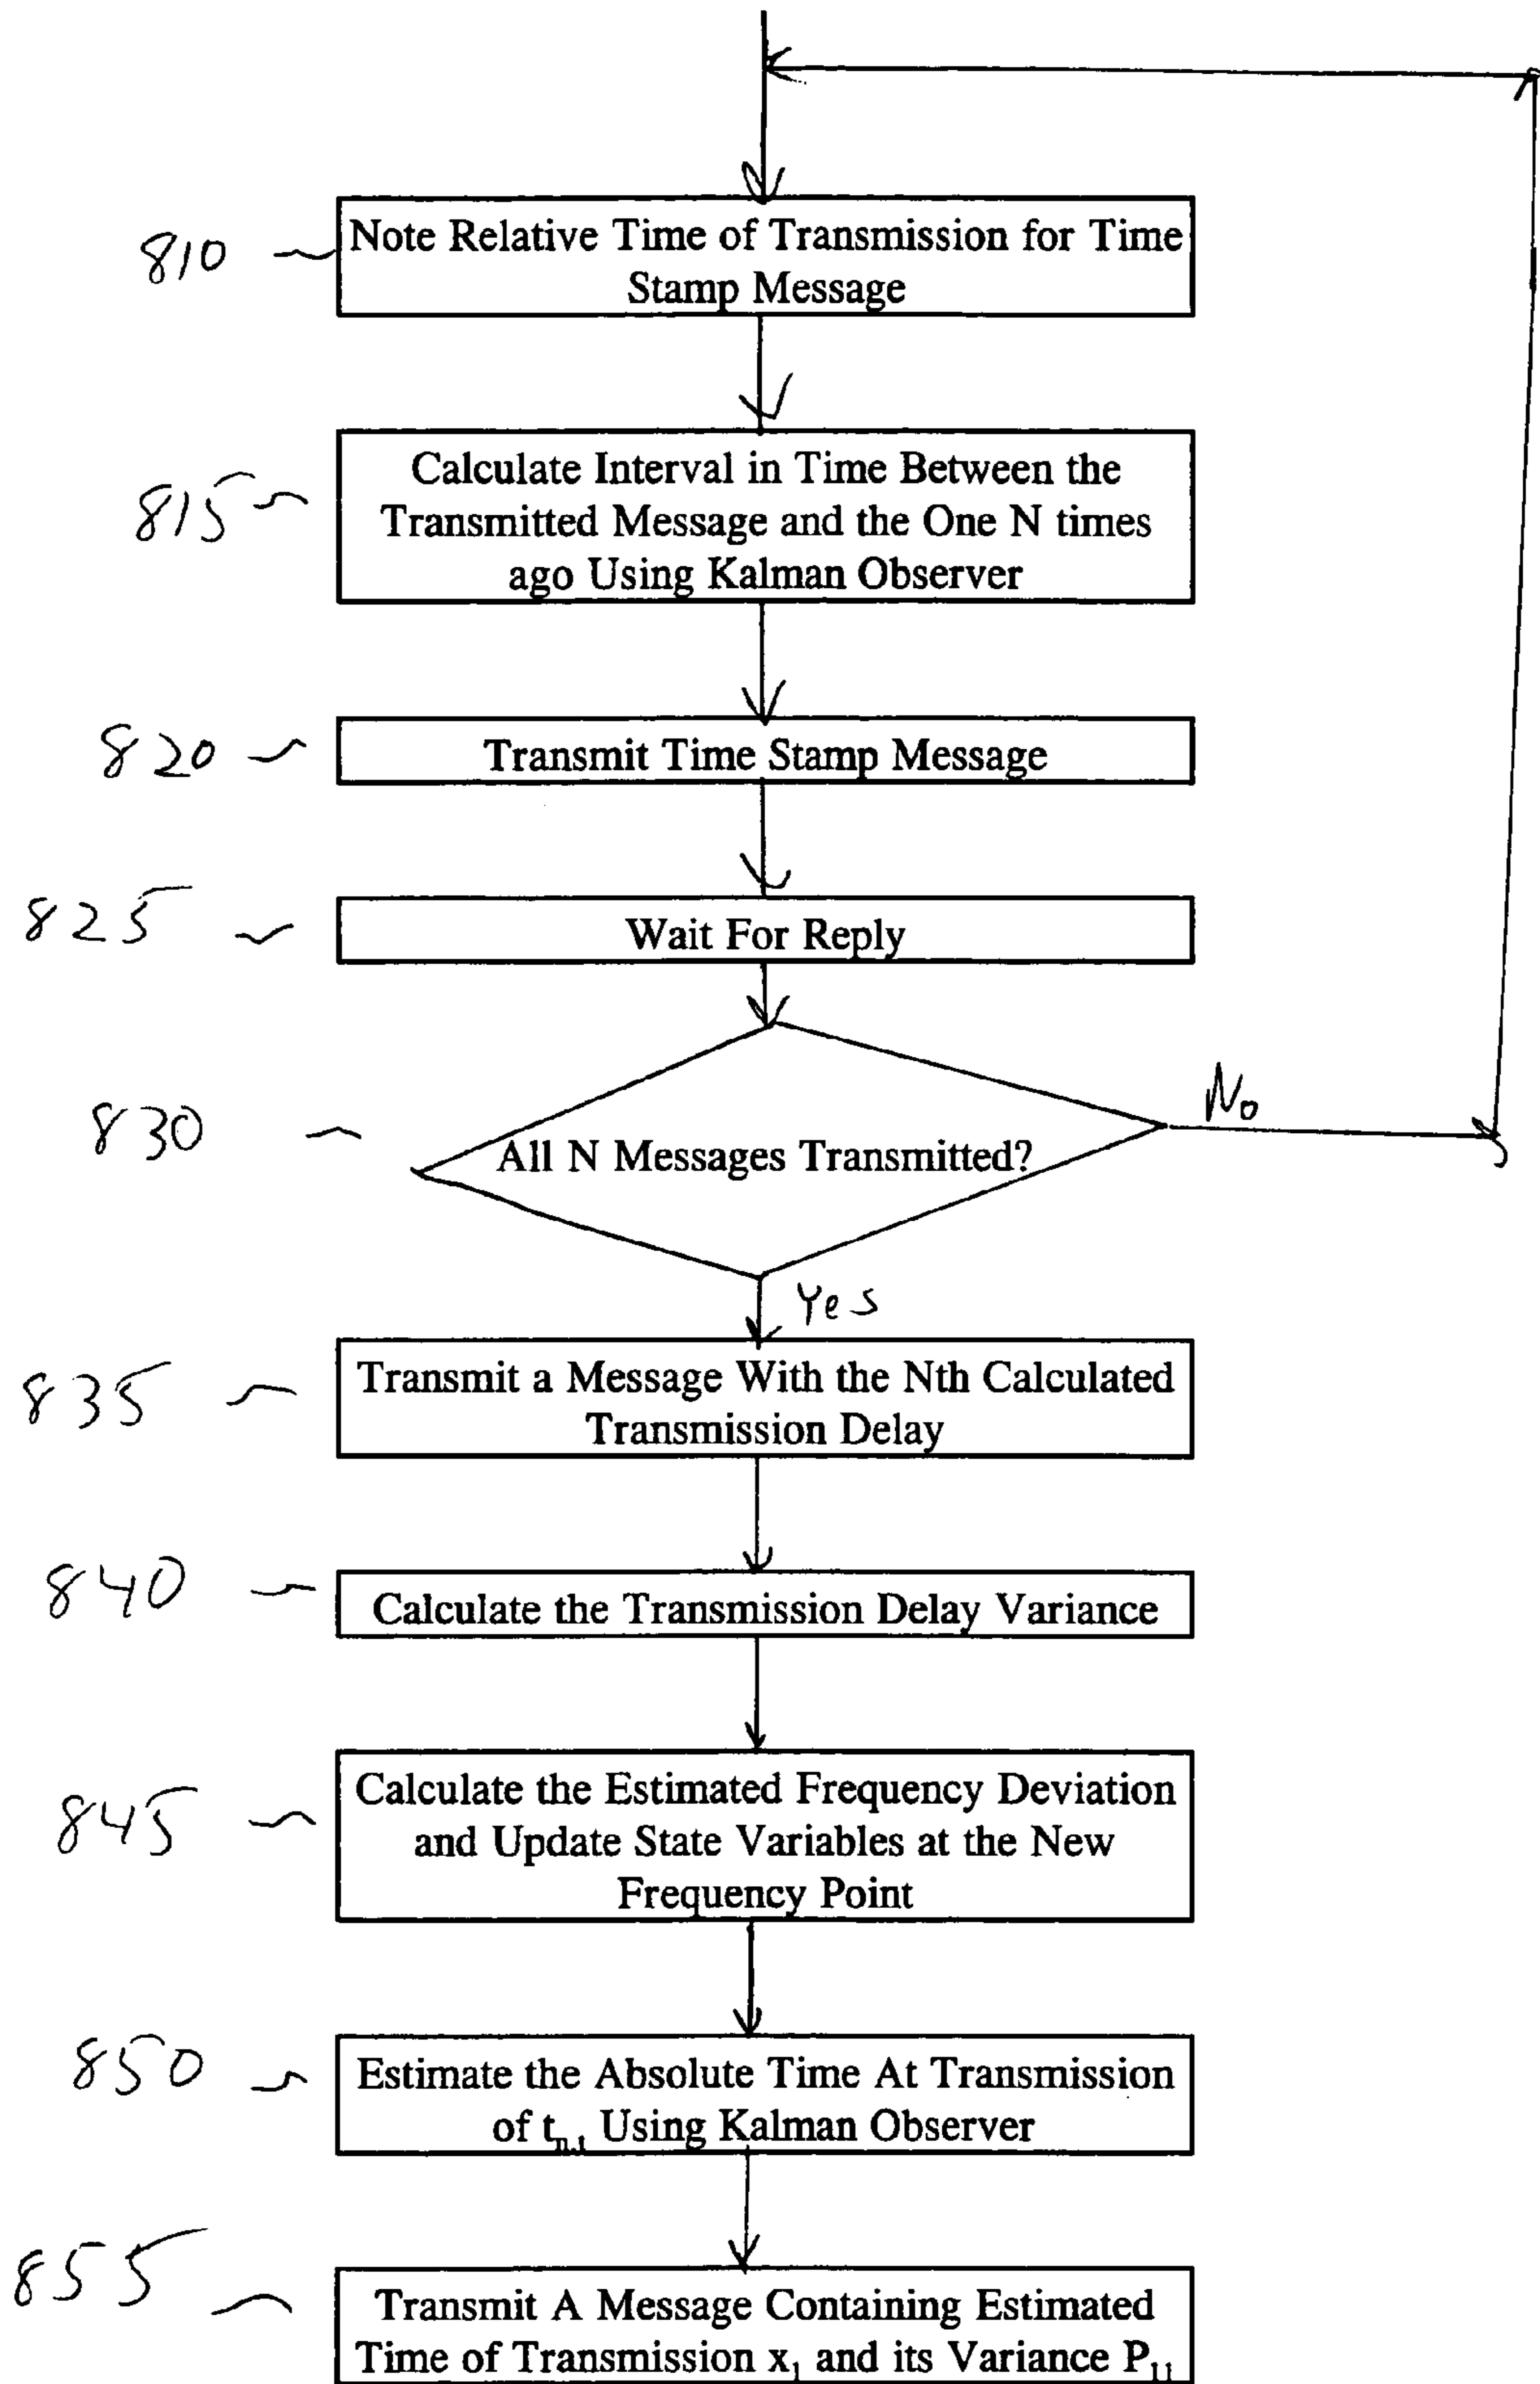 810
Note Relative Time of Transmission for Time
Stamp Message
815
Calculate Interval in Time Between the
Transmitted Message and the One N times
ago Using Kalman Observer
820
Transmit Time Stamp Message
825
Wait For Reply
830
All N Messages Transmitted?
No
Yes
835
Transmit a Message With the Nth Calculated
Transmission Delay
840
Calculate the Transmission Delay Variance
845
Calculate the Estimated Frequency Deviation
and Update State Variables at the New
Frequency Point
850
Estimate the Absolute Time At Transmission
of Using Kalman Observer
855
Transmit A Message Containing Estimated
Time of Transmission x₁ and its Variance P₁₁